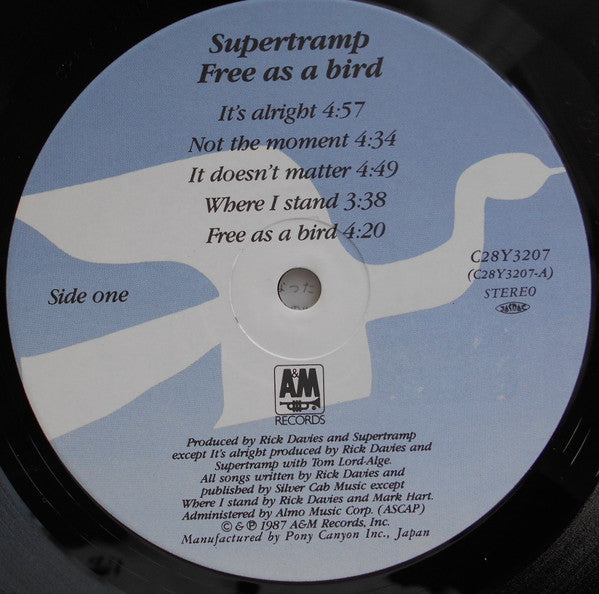 Supertramp
Free as a bird
It's alright 4:57
Not the moment 4:34
It doesn't matter 4:49
Where I stand 3:38
Free as a bird 4:20
Side one
C28Y3207
(C28Y3207-A)
STEREO
JASRAC
なった
A&M
RECORDS
Produced by Rick Davies and Supertramp
except It's alright produced by Rick Davies and
Supertramp with Tom Lord-Alge.
All songs written by Rick Davies and
published by Silver Cab Music except
Where I stand by Rick Davies and Mark Hart.
Administered by Almo Music Corp. (ASCAP)
© & ℗ 1987 A&M Records, Inc.
Manufactured by Pony Canyon Inc., Japan